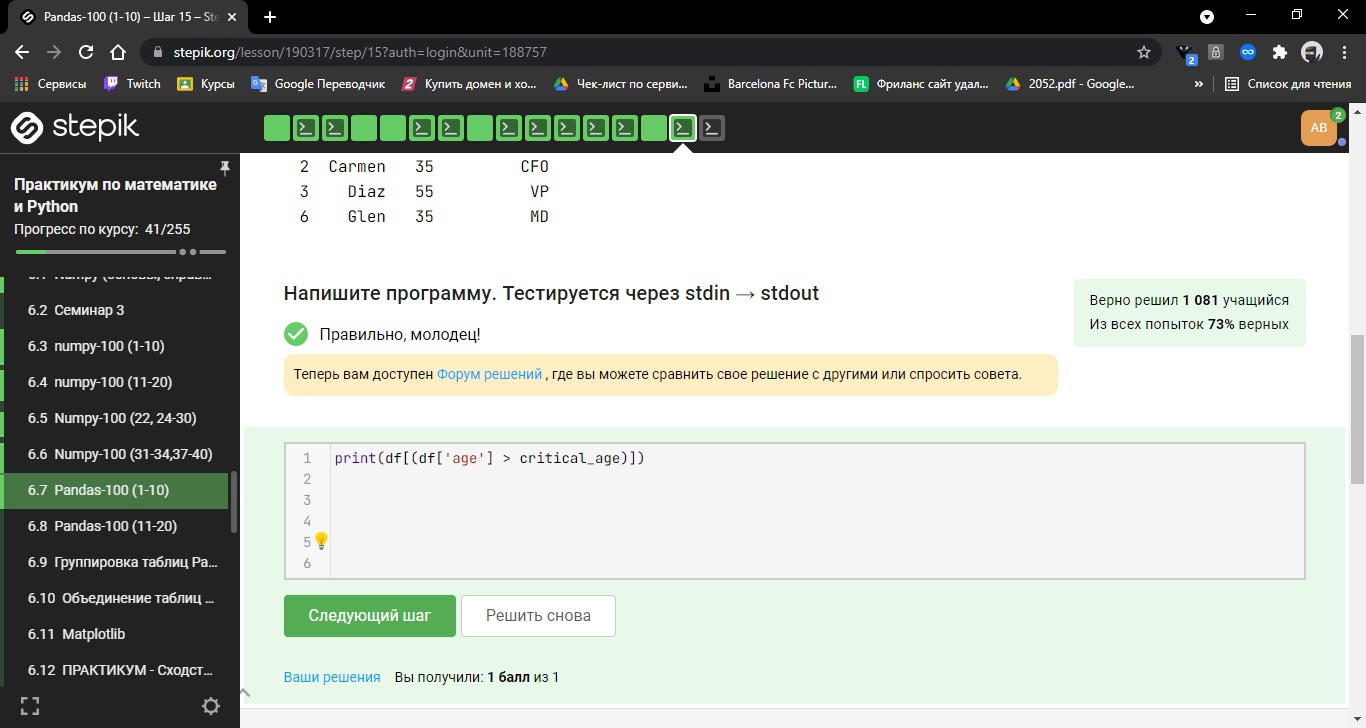 Pandas-100 (1-10) – Шаг 15 – Ste
stepik.org/lesson/190317/step/15?auth=login&unit=188757
2
Сервисы
Twitch
Курсы
Google Переводчик
Купить домен и хо...
Чек-лист по серви...
Barcelona Fc Pictur...
FL
Фриланс сайт удал...
2052.pdf - Google...
»
Список для чтения
stepik
AB
2
Практикум по математике
и Python
Прогресс по курсу: 41/255
6.2 Семинар 3
6.3 numpy-100 (1-10)
6.4 numpy-100 (11-20)
6.5 Numpy-100 (22, 24-30)
6.6 Numpy-100 (31-34,37-40)
6.7 Pandas-100 (1-10)
6.8 Pandas-100 (11-20)
6.9 Группировка таблиц Pa...
6.10 Объединение таблиц ...
6.11 Matplotlib
6.12 ПРАКТИКУМ - Сходст...
2 Carmen 35 CFO
3 Diaz 55 VP
6 Glen 35 MD
Напишите программу. Тестируется через stdin → stdout
Правильно, молодец!
Теперь вам доступен Форум решений , где вы можете сравнить свое решение с другими или спросить совета.
Верно решил 1 081 учащийся
Из всех попыток 73% верных
1 print(df[(df['age'] > critical_age)])
2
3
4
5
6
Следующий шаг
Решить снова
Ваши решения Вы получили: 1 балл из 1